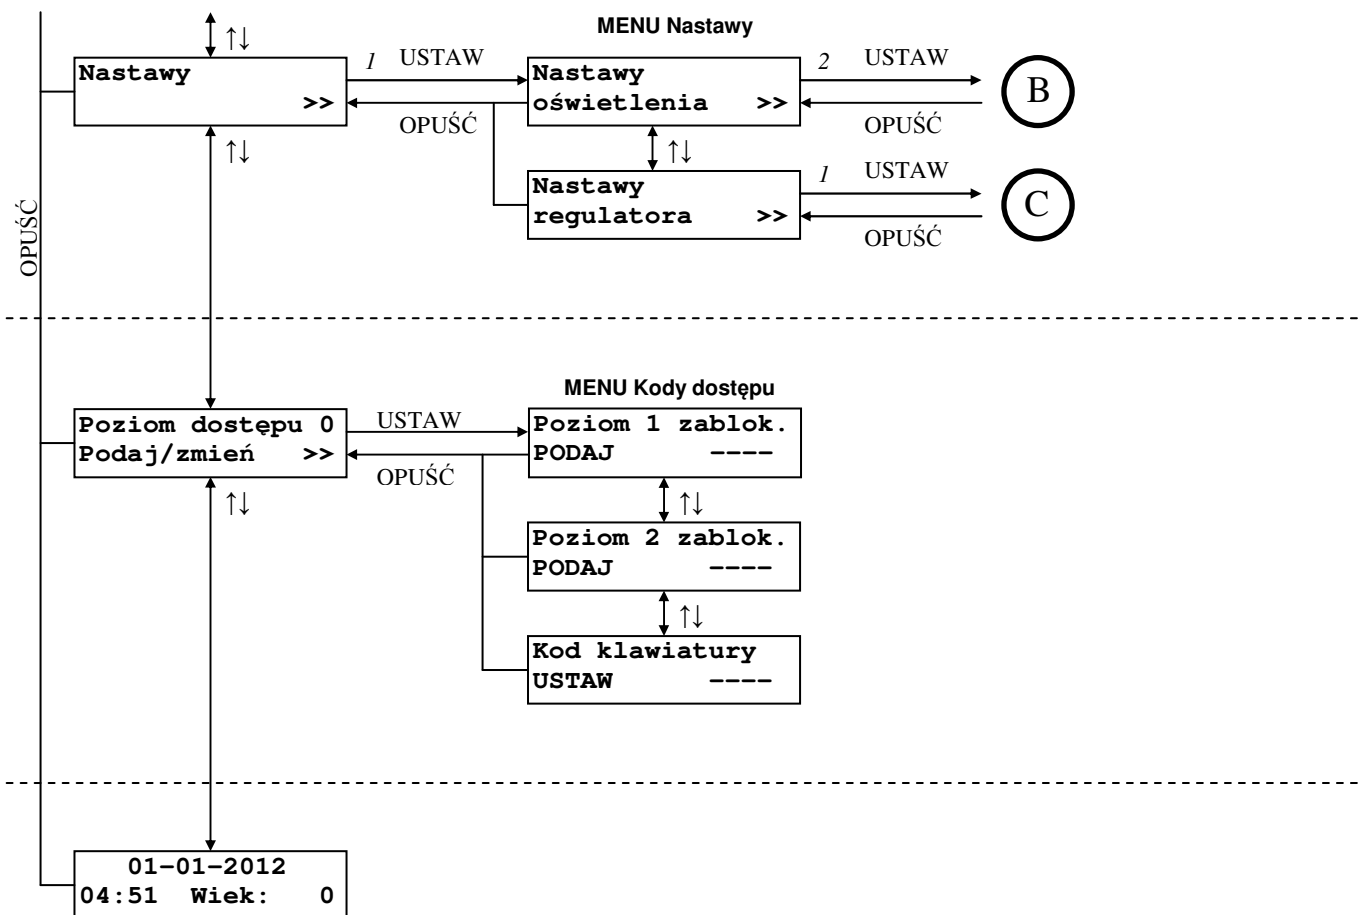 MENU Nastawy
↑↓
Nastawy
>>
1 USTAW
OPUŚĆ
Nastawy
oświetlenia >>
2 USTAW
OPUŚĆ
B
↑↓
↑↓
Nastawy
regulatora >>
1 USTAW
OPUŚĆ
C
OPUŚĆ
MENU Kody dostępu
Poziom dostępu 0
Podaj/zmień >>
USTAW
OPUŚĆ
Poziom 1 zablok.
PODAJ ----
↑↓
↑↓
Poziom 2 zablok.
PODAJ ----
↑↓
Kod klawiatury
USTAW ----
01-01-2012
04:51 Wiek: 0